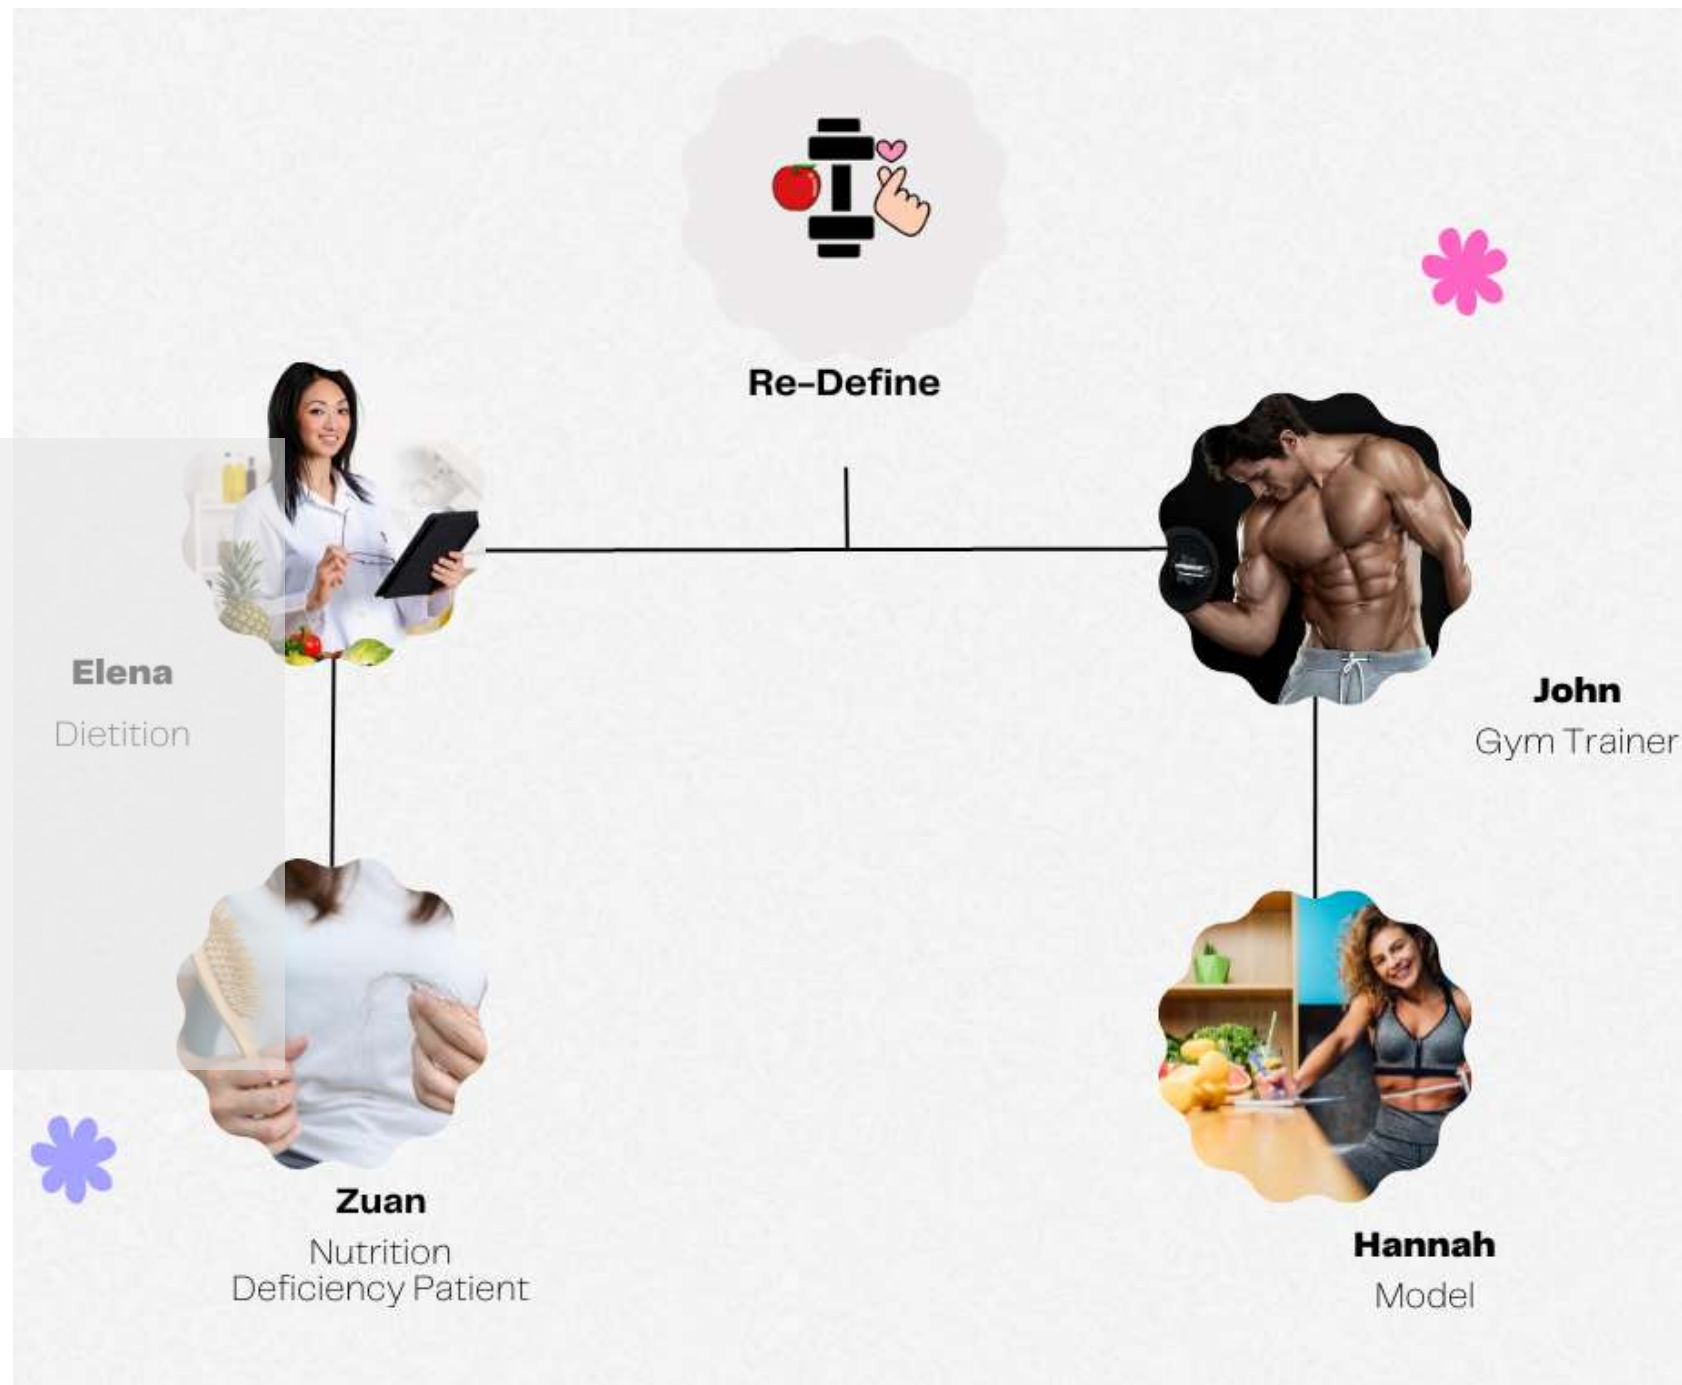 Re-Define
Elena
Dietition
John
Gym Trainer
Zuan
Nutrition
Deficiency Patient
Hannah
Model